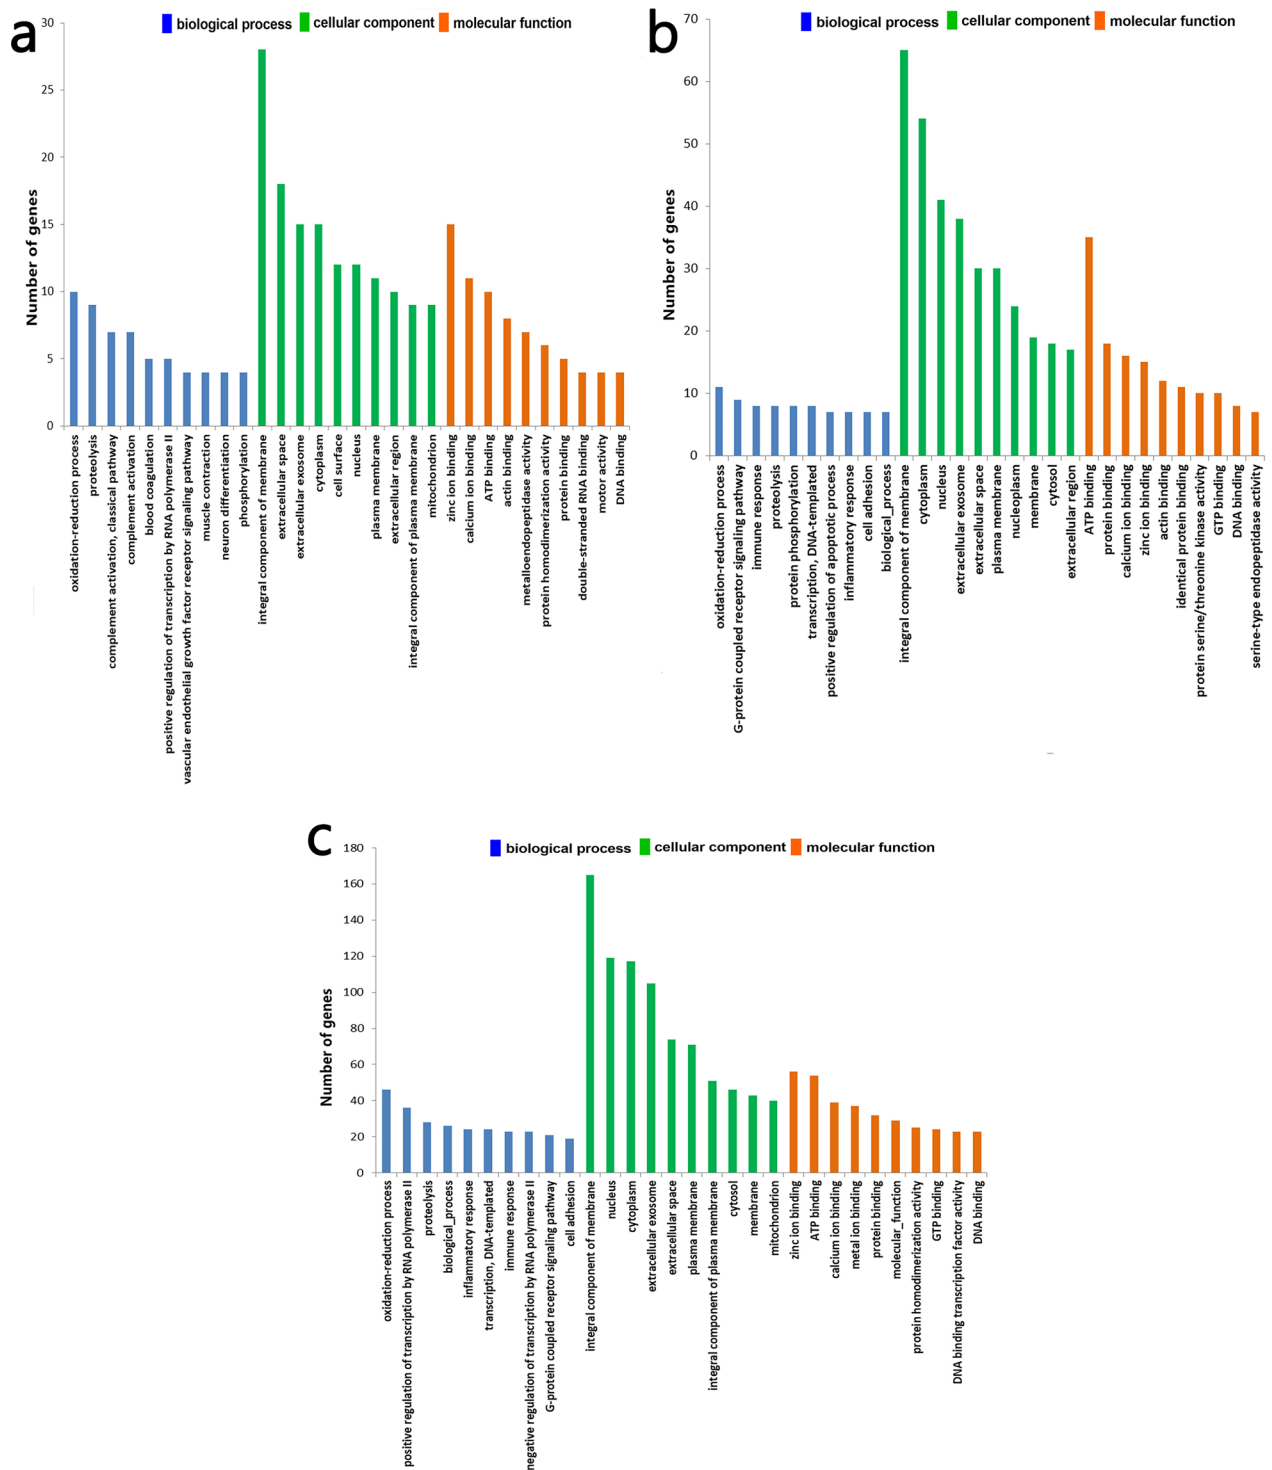 a
biological process cellular component molecular function
Number of genes
30
25
20
15
10
5
0
oxidation-reduction process
proteolysis
complement activation, classical pathway
complement activation
blood coagulation
positive regulation of transcription by RNA polymerase II
vascular endothelial growth factor receptor signaling pathway
muscle contraction
neuron differentiation
phosphorylation
integral component of membrane
extracellular space
extracellular exosome
cytoplasm
cell surface
nucleus
plasma membrane
extracellular region
integral component of plasma membrane
mitochondrion
zinc ion binding
calcium ion binding
ATP binding
actin binding
metalloendopeptidase activity
protein homodimerization activity
protein binding
double-stranded RNA binding
motor activity
DNA binding
b
biological process cellular component molecular function
Number of genes
70
60
50
40
30
20
10
0
oxidation-reduction process
G-protein coupled receptor signaling pathway
immune response
proteolysis
protein phosphorylation
transcription, DNA-templated
positive regulation of apoptotic process
inflammatory response
cell adhesion
biological_process
integral component of membrane
cytoplasm
nucleus
extracellular exosome
extracellular space
plasma membrane
nucleoplasm
membrane
cytosol
extracellular region
ATP binding
protein binding
calcium ion binding
zinc ion binding
actin binding
identical protein binding
protein serine/threonine kinase activity
GTP binding
DNA binding
serine-type endopeptidase activity
c
biological process cellular component molecular function
Number of genes
180
160
140
120
100
80
60
40
20
0
oxidation-reduction process
positive regulation of transcription by RNA polymerase II
proteolysis
biological_process
inflammatory response
transcription, DNA-templated
immune response
negative regulation of transcription by RNA polymerase II
G-protein coupled receptor signaling pathway
cell adhesion
integral component of membrane
nucleus
cytoplasm
extracellular exosome
extracellular space
plasma membrane
integral component of plasma membrane
cytosol
membrane
mitochondrion
zinc ion binding
ATP binding
calcium ion binding
metal ion binding
protein binding
molecular_function
protein homodimerization activity
GTP binding
DNA binding transcription factor activity
DNA binding